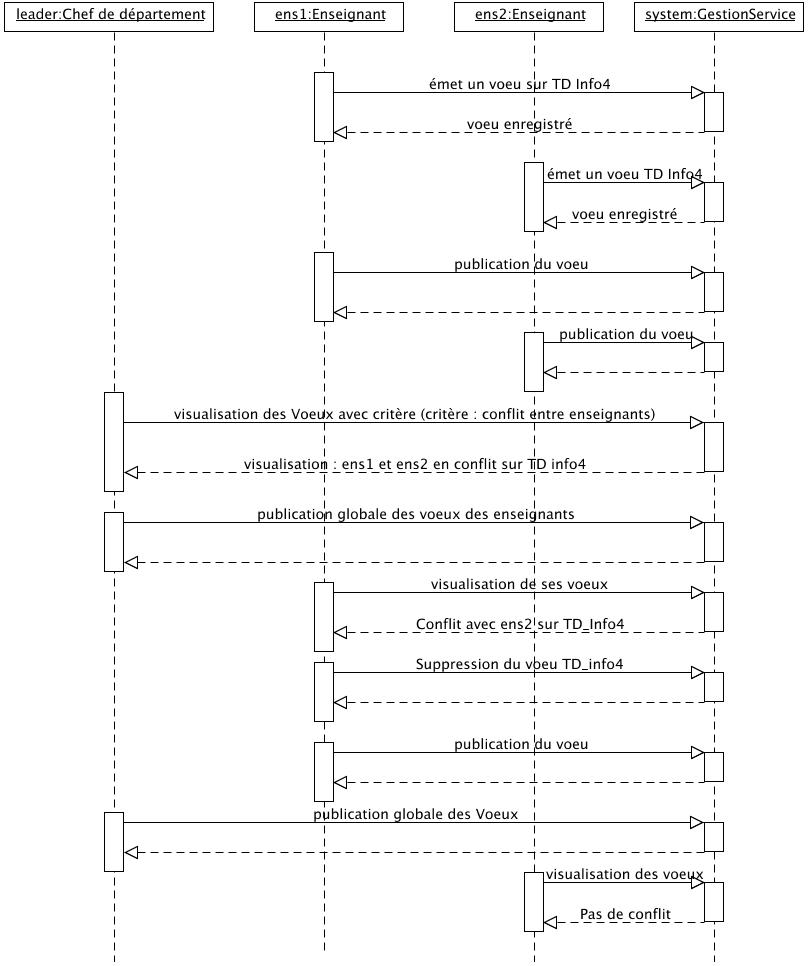 leader:Chef de département
ens1:Enseignant
ens2:Enseignant
system:GestionService
émet un voeu sur TD Info4
voeu enregistré
émet un voeu TD Info4
voeu enregistré
publication du voeu
publication du voeu
visualisation des Voeux avec critère (critère : conflit entre enseignants)
visualisation : ens1 et ens2 en conflit sur TD info4
publication globale des voeux des enseignants
visualisation de ses voeux
Conflit avec ens2 sur TD_Info4
Suppression du voeu TD_info4
publication du voeu
publication globale des Voeux
visualisation des voeux
Pas de conflit